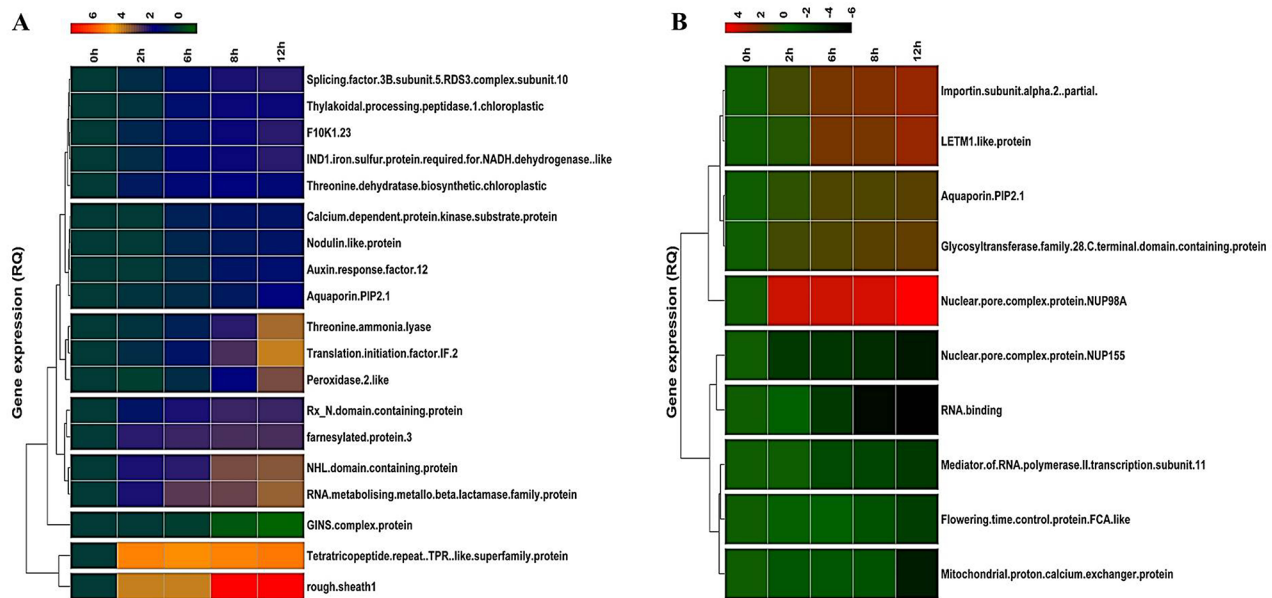 A
6 4 2 0
0h 2h 6h 8h 12h
Gene expression (RQ)
Splicing.factor.3B.subunit.5.RDS3.complex.subunit.10
Thylakoidal.processing.peptidase.1.chloroplastic
F10K1.23
IND1.iron.sulfur.protein.required.for.NADH.dehydrogenase..like
Threonine.dehydratase.biosynthetic.chloroplastic
Calcium.dependent.protein.kinase.substrate.protein
Nodulin.like.protein
Auxin.response.factor.12
Aquaporin.PIP2.1
Threonine.ammonia.lyase
Translation.initiation.factor.IF.2
Peroxidase.2.like
Rx_N.domain.containing.protein
farnesylated.protein.3
NHL.domain.containing.protein
RNA.metabolising.metallo.beta.lactamase.family.protein
GINS.complex.protein
Tetratricopeptide.repeat..TPR..like.superfamily.protein
rough.sheath1
B
4 2 0 -2 -4 -6
0h 2h 6h 8h 12h
Gene expression (RQ)
Importin.subunit.alpha.2..partial.
LETM1.like.protein
Aquaporin.PIP2.1
Glycosyltransferase.family.28.C.terminal.domain.containing.protein
Nuclear.pore.complex.protein.NUP98A
Nuclear.pore.complex.protein.NUP155
RNA.binding
Mediator.of.RNA.polymerase.II.transcription.subunit.11
Flowering.time.control.protein.FCA.like
Mitochondrial.proton.calcium.exchanger.protein